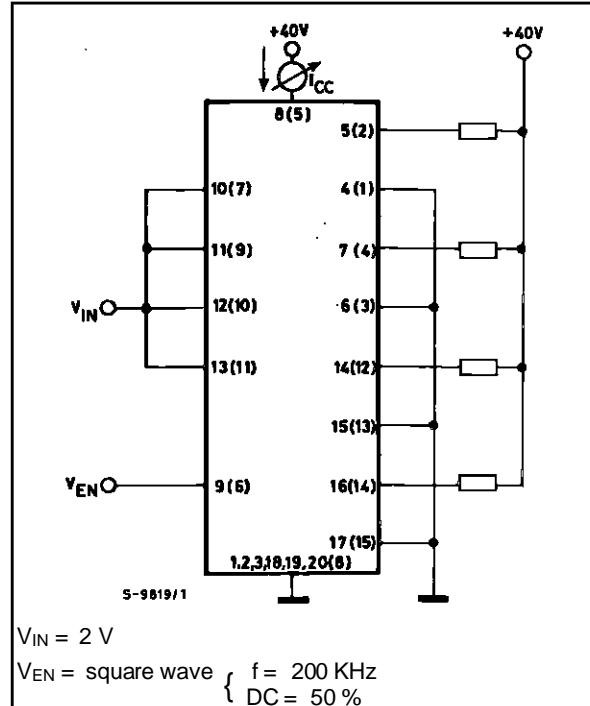 +40V
+40V
I_CC
8(5)
5(2)
10(7)
4(1)
11(9)
7(4)
V_IN
12(10)
6(3)
13(11)
14(12)
15(13)
V_EN
9(6)
16(14)
17(15)
1,2,3,18,19,20(8)
S-9819/1
V_IN = 2 V
V_EN = square wave { f = 200 KHz
DC = 50 %